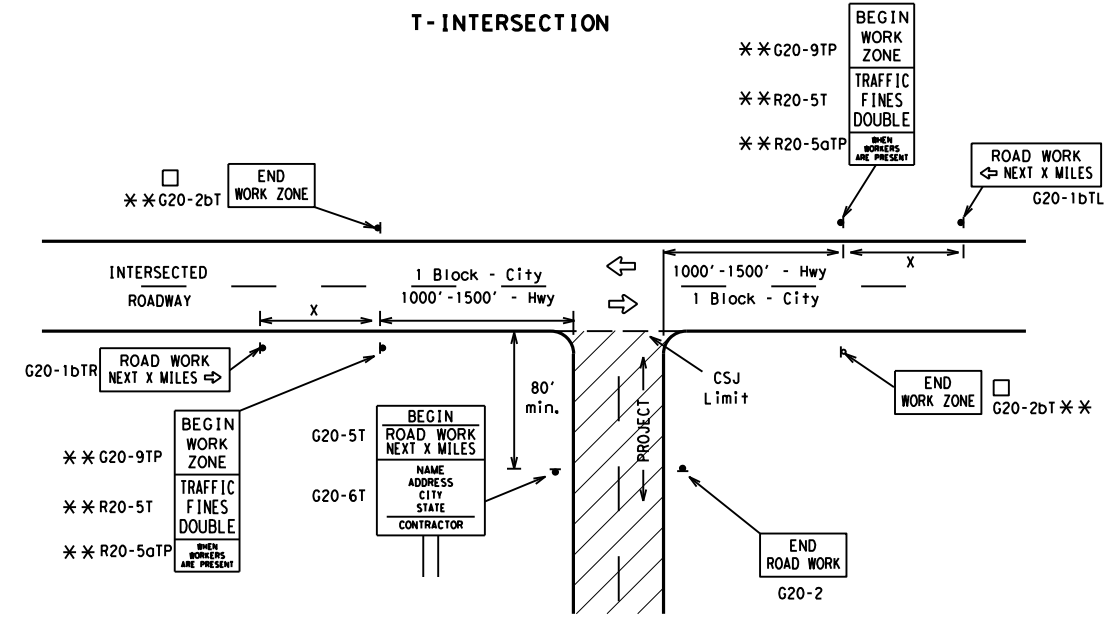 T-INTERSECTION
BEGIN
WORK
ZONE
✳✳G20-9TP
TRAFFIC
FINES
DOUBLE
✳✳R20-5T
WHEN
WORKERS
ARE PRESENT
✳✳R20-5aTP
ROAD WORK
⇦ NEXT X MILES
G20-1bTL
END
WORK ZONE
□
✳✳G20-2bT
INTERSECTED
ROADWAY
1 Block - City
1000'-1500' - Hwy
X
1000'-1500' - Hwy
1 Block - City
X
G20-1bTR
ROAD WORK
NEXT X MILES ⇨
80'
min.
CSJ
Limit
PROJECT
END
WORK ZONE
□
G20-2bT✳✳
BEGIN
WORK
ZONE
✳✳G20-9TP
TRAFFIC
FINES
DOUBLE
✳✳R20-5T
WHEN
WORKERS
ARE PRESENT
✳✳R20-5aTP
G20-5T
BEGIN
ROAD WORK
NEXT X MILES
G20-6T
NAME
ADDRESS
CITY
STATE
CONTRACTOR
END
ROAD WORK
G20-2